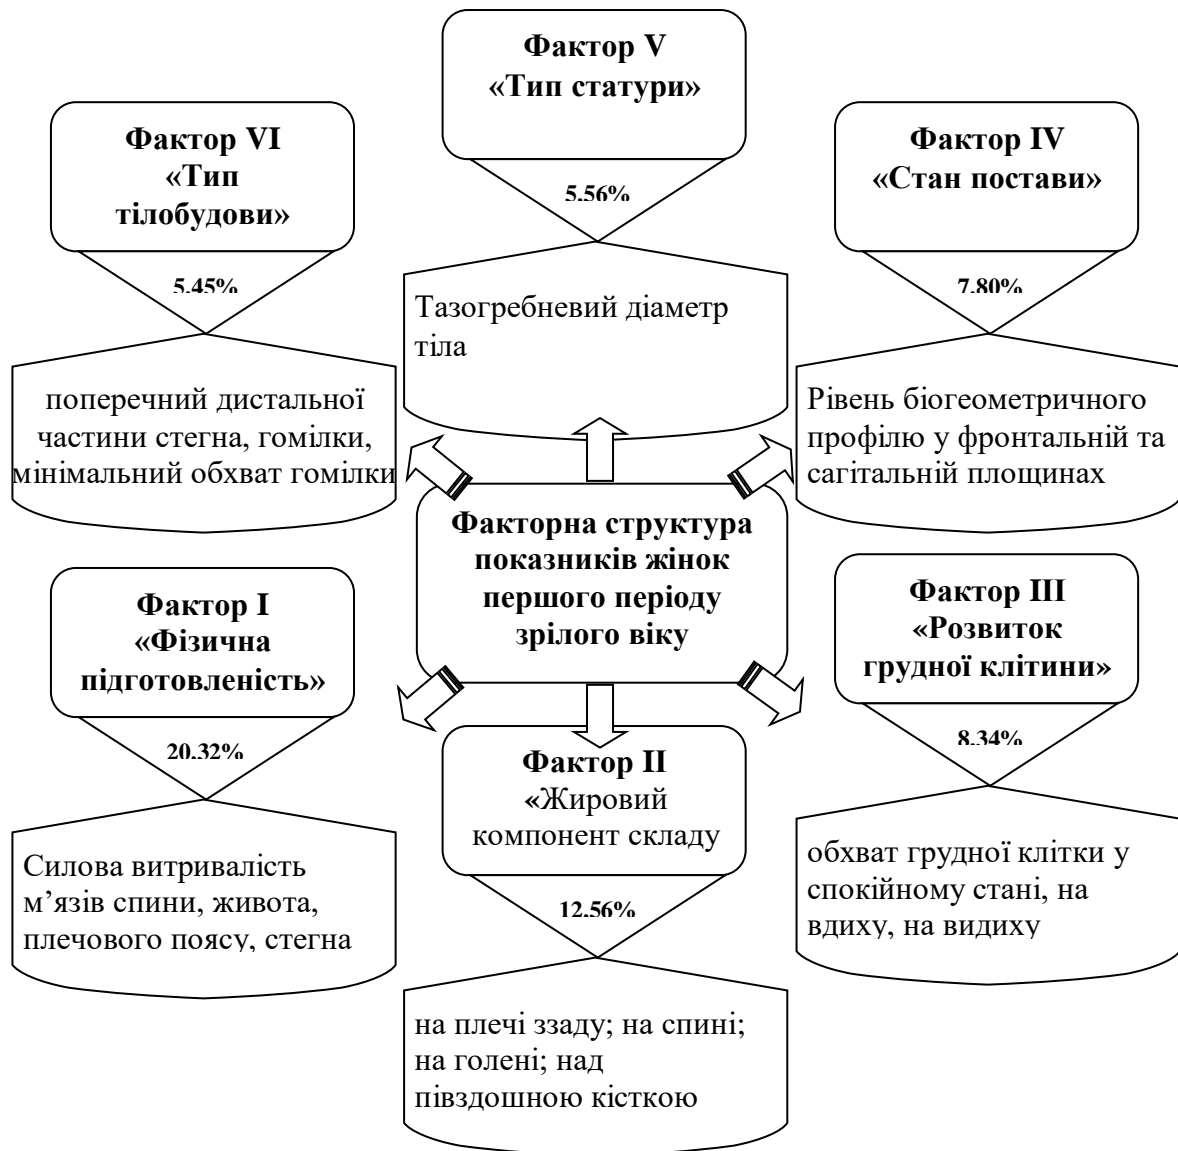 Фактор V
«Тип статури»
5.56%
Тазогребневий діаметр
тіла
Фактор VI
«Тип
тілобудови»
5.45%
поперечний дистальної
частини стегна, гомілки,
мінімальний обхват гомілки
Фактор IV
«Стан постави»
7.80%
Рівень біогеометричного
профілю у фронтальній та
сагітальній площинах
Факторна структура
показників жінок
першого періоду
зрілого віку
Фактор I
«Фізична
підготовленість»
20.32%
Силова витривалість
м’язів спини, живота,
плечового поясу, стегна
Фактор II
«Жировий
компонент складу
12.56%
на плечі ззаду; на спині;
на голені; над
півздошною кісткою
Фактор III
«Розвиток
грудної клітини»
8.34%
обхват грудної клітки у
спокійному стані, на
вдиху, на видиху